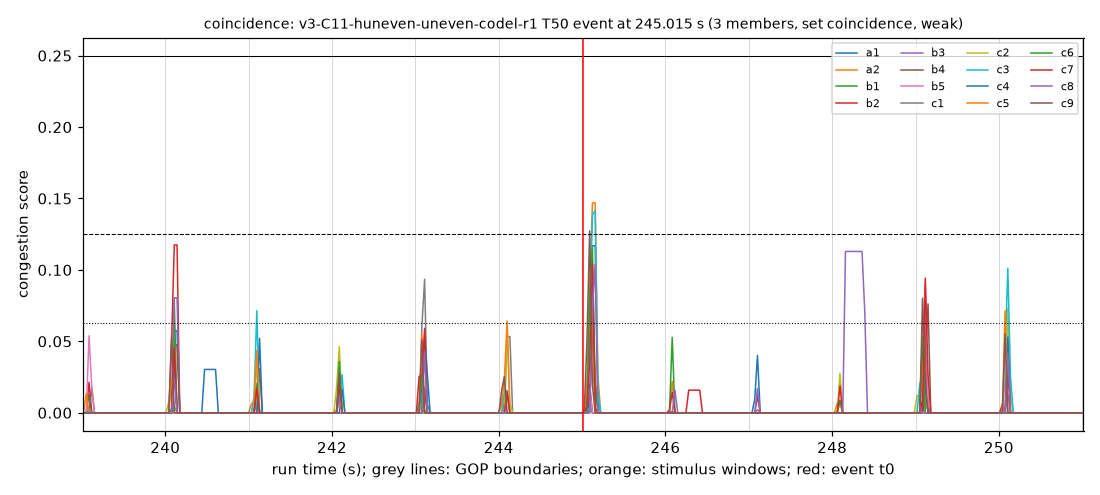 coincidence: v3-C11-huneven-uneven-codel-r1 T50 event at 245.015 s (3 members, set coincidence, weak)
congestion score
0.25
0.20
0.15
0.10
0.05
0.00
a1 b3 c2 c6
a2 b4 c3 c7
b1 b5 c4 c8
b2 c1 c5 c9
240 242 244 246 248 250
run time (s); grey lines: GOP boundaries; orange: stimulus windows; red: event t0